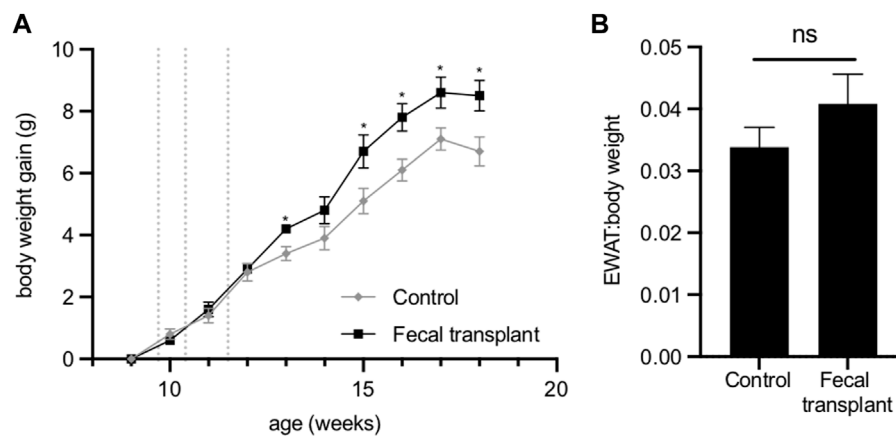 A
body weight gain (g)
10
8
6
4
2
0
* * * * *
Control
Fecal transplant
10 15 20
age (weeks)
B
EWAT:body weight
0.05
0.04
0.03
0.02
0.01
0.00
ns
Control Fecal
transplant